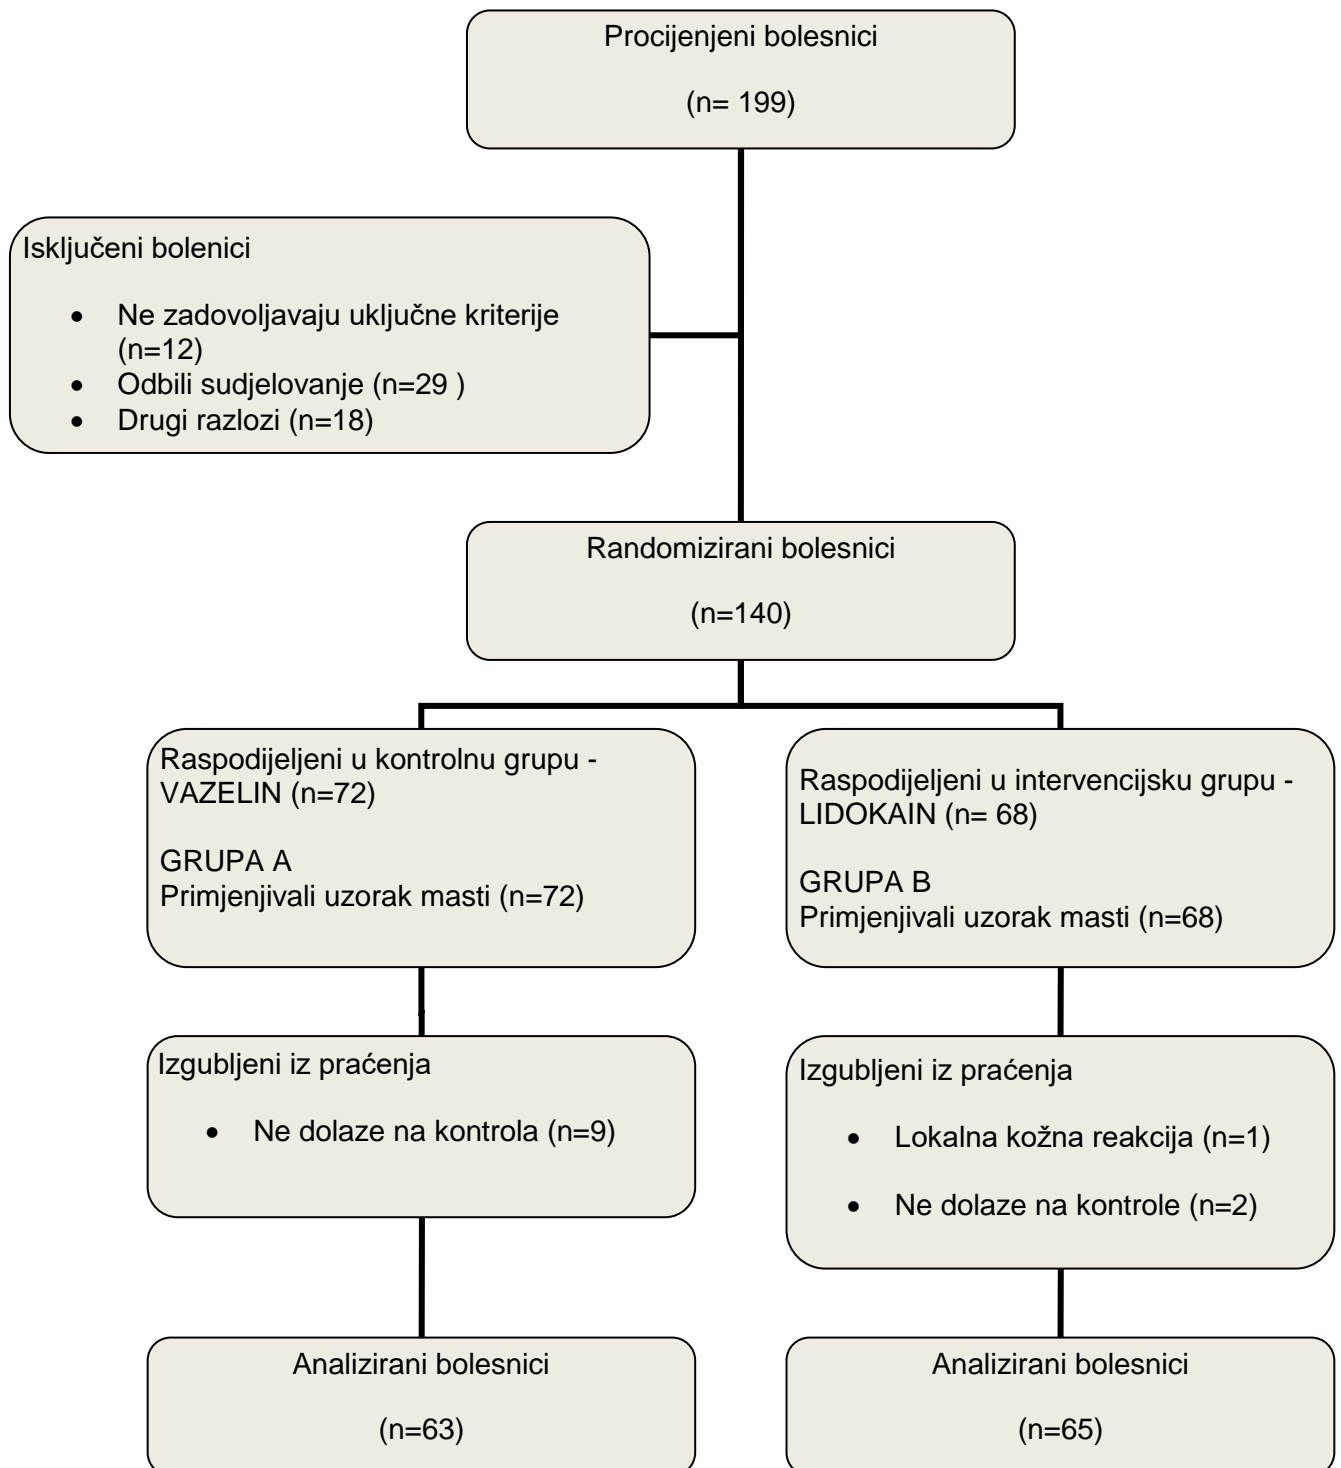 Procijenjeni bolesnici
(n= 199)
Isključeni bolenici
• Ne zadovoljavaju uključne kriterije
(n=12)
• Odbili sudjelovanje (n=29 )
• Drugi razlozi (n=18)
Randomizirani bolesnici
(n=140)
Raspodijeljeni u kontrolnu grupu -
VAZELIN (n=72)
GRUPA A
Primjenjivali uzorak masti (n=72)
Raspodijeljeni u intervencijsku grupu -
LIDOKAIN (n= 68)
GRUPA B
Primjenjivali uzorak masti (n=68)
Izgubljeni iz praćenja
• Ne dolaze na kontrola (n=9)
Izgubljeni iz praćenja
• Lokalna kožna reakcija (n=1)
• Ne dolaze na kontrole (n=2)
Analizirani bolesnici
(n=63)
Analizirani bolesnici
(n=65)